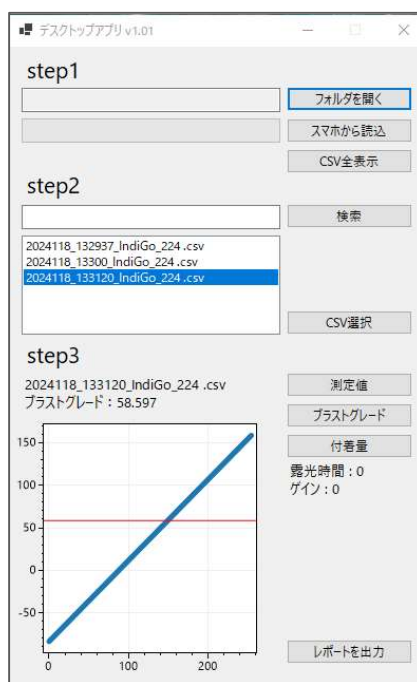 デスクトップアプリ v1.01
step1
フォルダを開く
スマホから読込
CSV全表示
step2
検索
2024118_132937_IndiGo_224 .csv
2024118_13300_IndiGo_224 .csv
2024118_133120_IndiGo_224 .csv
CSV選択
step3
2024118_133120_IndiGo_224 .csv
ブラストグレード：58.597
測定値
ブラストグレード
付着量
露光時間：0
ゲイン：0
150
100
50
0
-50
0
100
200
レポートを出力